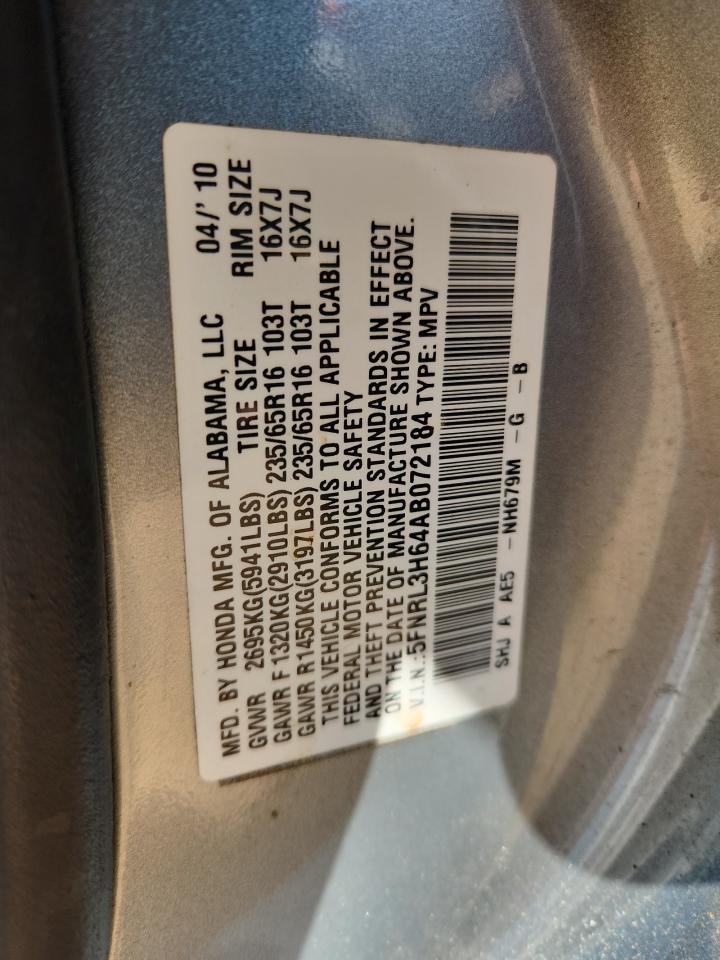 MFD. BY HONDA MFG. OF ALABAMA, LLC 04/' 10
GVWR 2695KG(5941LBS) TIRE SIZE RIM SIZE
GAWR F 1320KG(2910LBS) 235/65R16 103T 16X7J
GAWR R 1450KG(3197LBS) 235/65R16 103T 16X7J
THIS VEHICLE CONFORMS TO ALL APPLICABLE
FEDERAL MOTOR VEHICLE SAFETY
AND THEFT PREVENTION STANDARDS IN EFFECT
ON THE DATE OF MANUFACTURE SHOWN ABOVE.
V.I.N.:5FNRL3H64AB072184 TYPE: MPV
SHJ A AE5 -NH679M -G -B